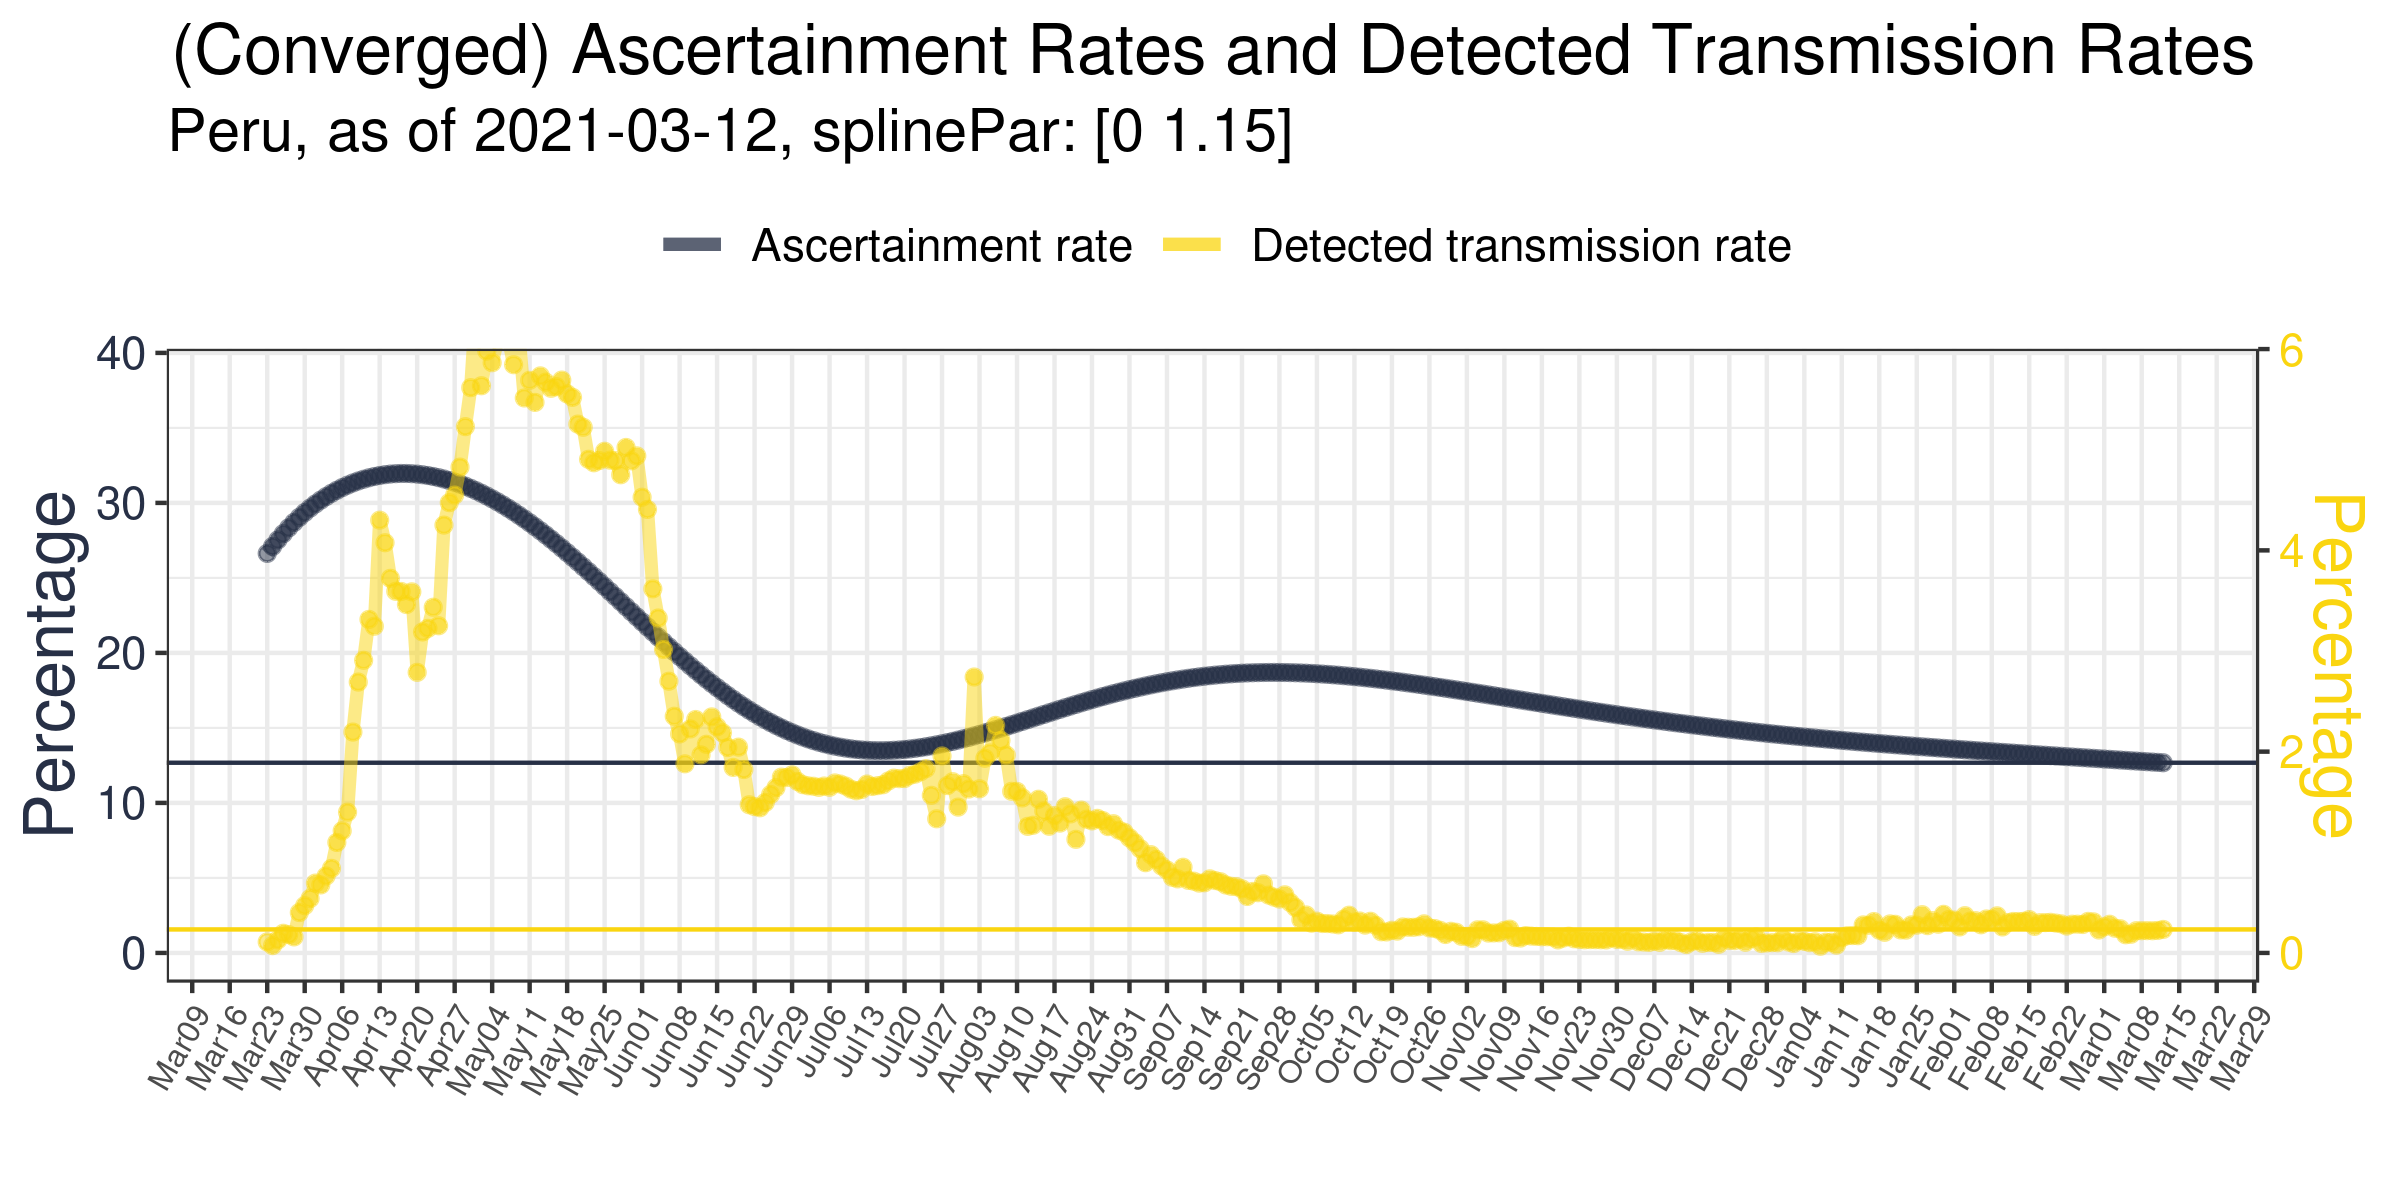 (Converged) Ascertainment Rates and Detected Transmission Rates
Peru, as of 2021-03-12, splinePar: [0 1.15]
Ascertainment rate
Detected transmission rate
Percentage
40
30
20
10
0
6
4
2
0
Percentage
Mar09
Mar16
Mar23
Mar30
Apr06
Apr13
Apr20
Apr27
May04
May11
May18
May25
Jun01
Jun08
Jun15
Jun22
Jun29
Jul06
Jul13
Jul20
Jul27
Aug03
Aug10
Aug17
Aug24
Aug31
Sep07
Sep14
Sep21
Sep28
Oct05
Oct12
Oct19
Oct26
Nov02
Nov09
Nov16
Nov23
Nov30
Dec07
Dec14
Dec21
Dec28
Jan04
Jan11
Jan18
Jan25
Feb01
Feb08
Feb15
Feb22
Mar01
Mar08
Mar15
Mar22
Mar29